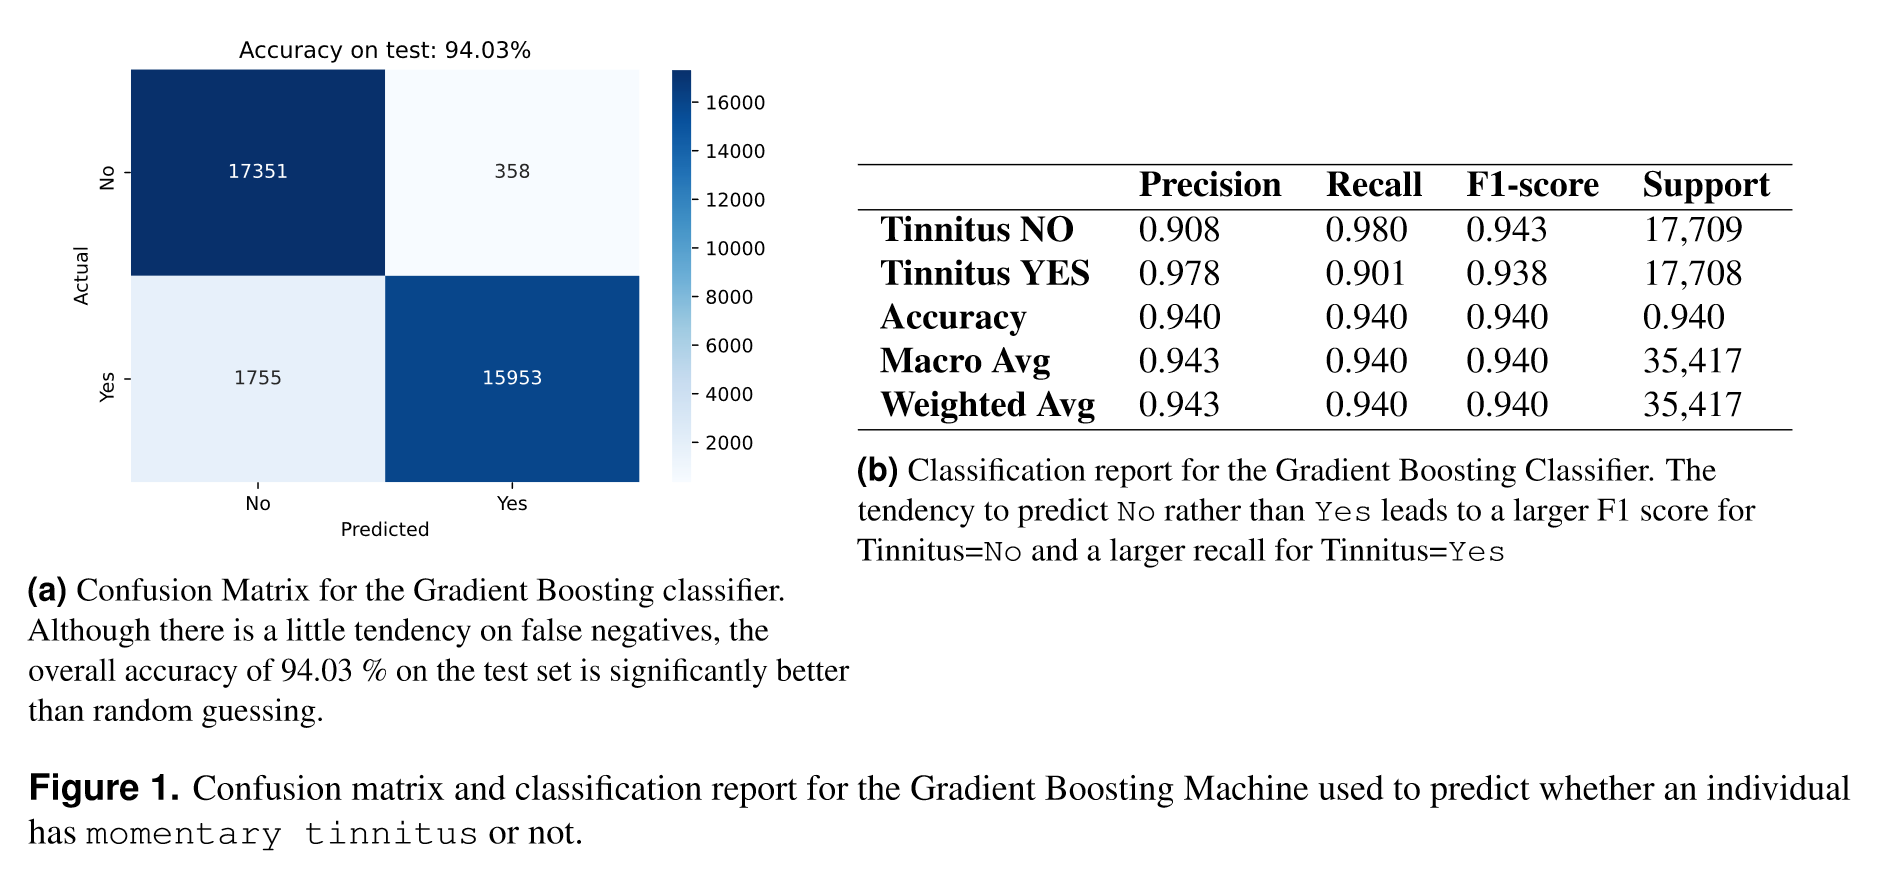 Accuracy on test: 94.03%
17351
358
1755
15953
No
Yes
Actual
No
Yes
Predicted
16000
14000
12000
10000
8000
6000
4000
2000
(a) Confusion Matrix for the Gradient Boosting classifier.
Although there is a little tendency on false negatives, the
overall accuracy of 94.03 % on the test set is significantly better
than random guessing.
Precision Recall F1-score Support
Tinnitus NO 0.908 0.980 0.943 17,709
Tinnitus YES 0.978 0.901 0.938 17,708
Accuracy 0.940 0.940 0.940 0.940
Macro Avg 0.943 0.940 0.940 35,417
Weighted Avg 0.943 0.940 0.940 35,417
(b) Classification report for the Gradient Boosting Classifier. The
tendency to predict No rather than Yes leads to a larger F1 score for
Tinnitus=No and a larger recall for Tinnitus=Yes
Figure 1. Confusion matrix and classification report for the Gradient Boosting Machine used to predict whether an individual
has momentary tinnitus or not.